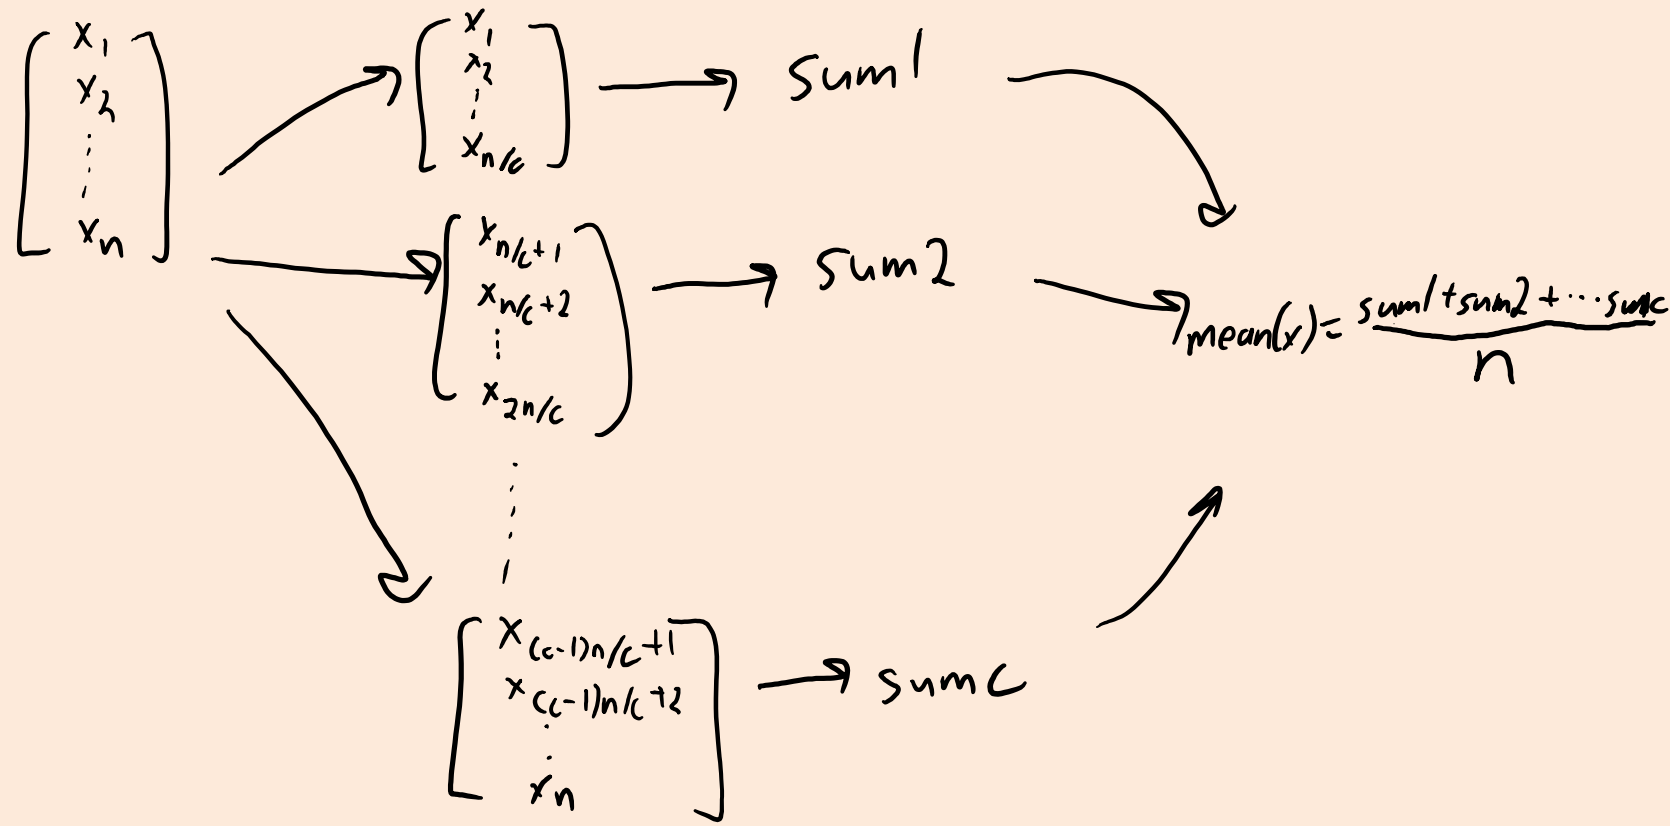 x1
x2
xn
x1
x2
xn/c
sum1
xn/c+1
xn/c+2
x2n/c
sum2
mean(x)= sum1+sum2+...sumc
n
x(c-1)n/c+1
x(c-1)n/c+2
xn
sumc